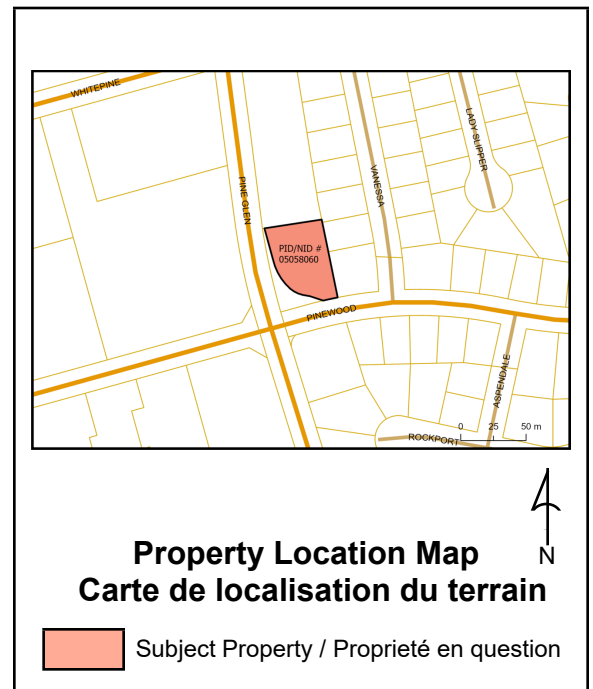 WHITEPINE
LADY SLIPPER
VANESSA
PINE GLEN
PID/NID #
05058060
PINEWOOD
ASPENDALE
0 25 50 m
ROCKPORT
N
Property Location Map
Carte de localisation du terrain
Subject Property / Proprieté en question